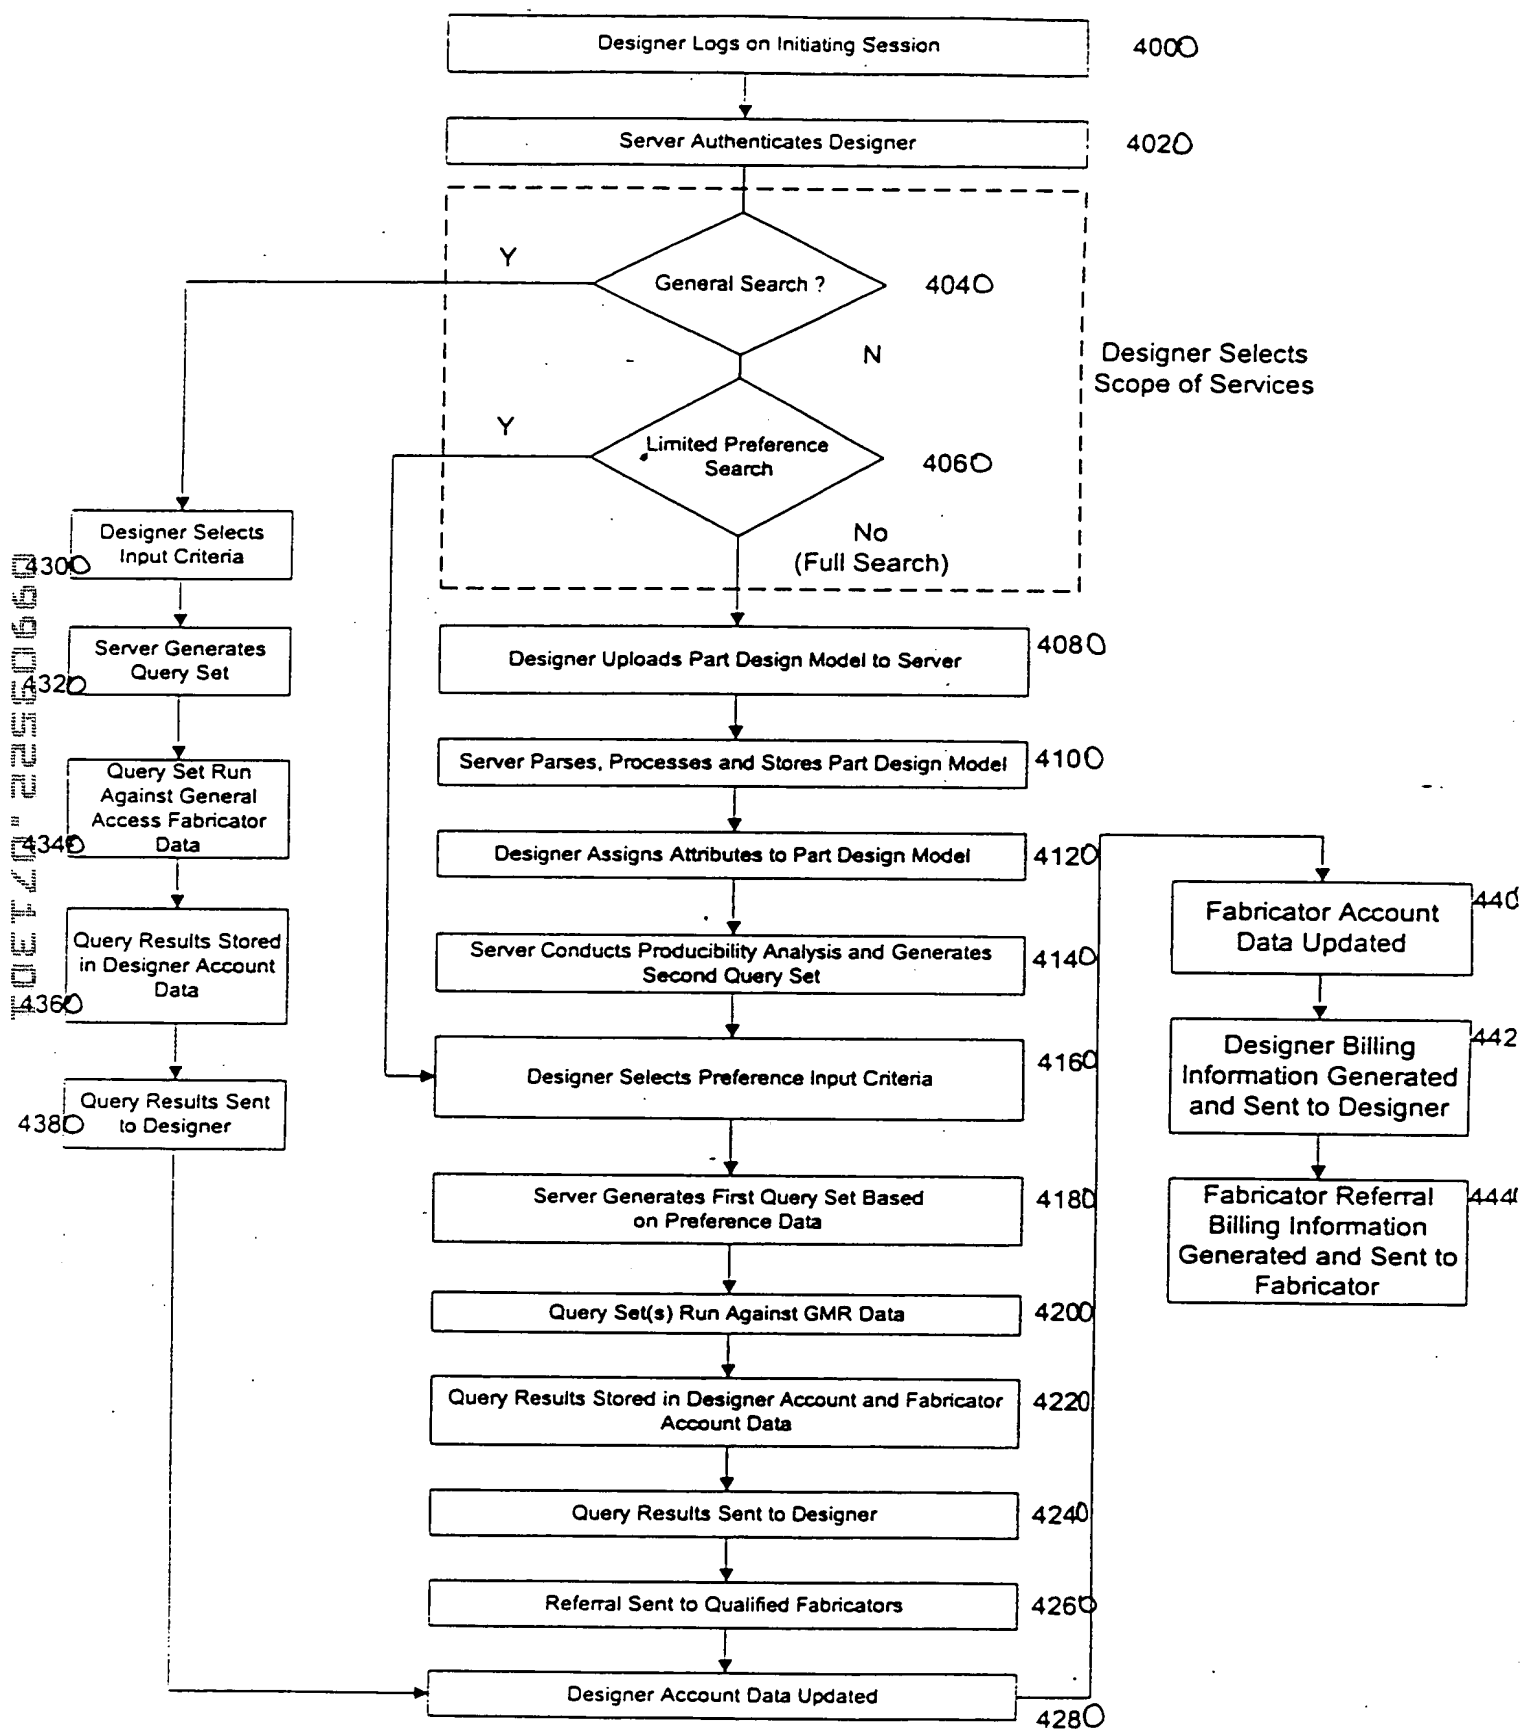 Designer Logs on Initiating Session
4000
Server Authenticates Designer
4020
General Search ?
4040
Y
N
Designer Selects
Scope of Services
Limited Preference
Search
4060
Y
No
(Full Search)
Designer Selects
Input Criteria
4300
Server Generates
Query Set
4320
Query Set Run
Against General
Access Fabricator
Data
4340
Query Results Stored
in Designer Account
Data
4360
Query Results Sent
to Designer
4380
Designer Uploads Part Design Model to Server
4080
Server Parses, Processes and Stores Part Design Model
4100
Designer Assigns Attributes to Part Design Model
4120
Server Conducts Producibility Analysis and Generates
Second Query Set
4140
Designer Selects Preference Input Criteria
4160
Server Generates First Query Set Based
on Preference Data
4180
Query Set(s) Run Against GMR Data
4200
Query Results Stored in Designer Account and Fabricator
Account Data
4220
Query Results Sent to Designer
4240
Referral Sent to Qualified Fabricators
4260
Designer Account Data Updated
4280
Fabricator Account
Data Updated
440
Designer Billing
Information Generated
and Sent to Designer
442
Fabricator Referral
Billing Information
Generated and Sent to
Fabricator
444